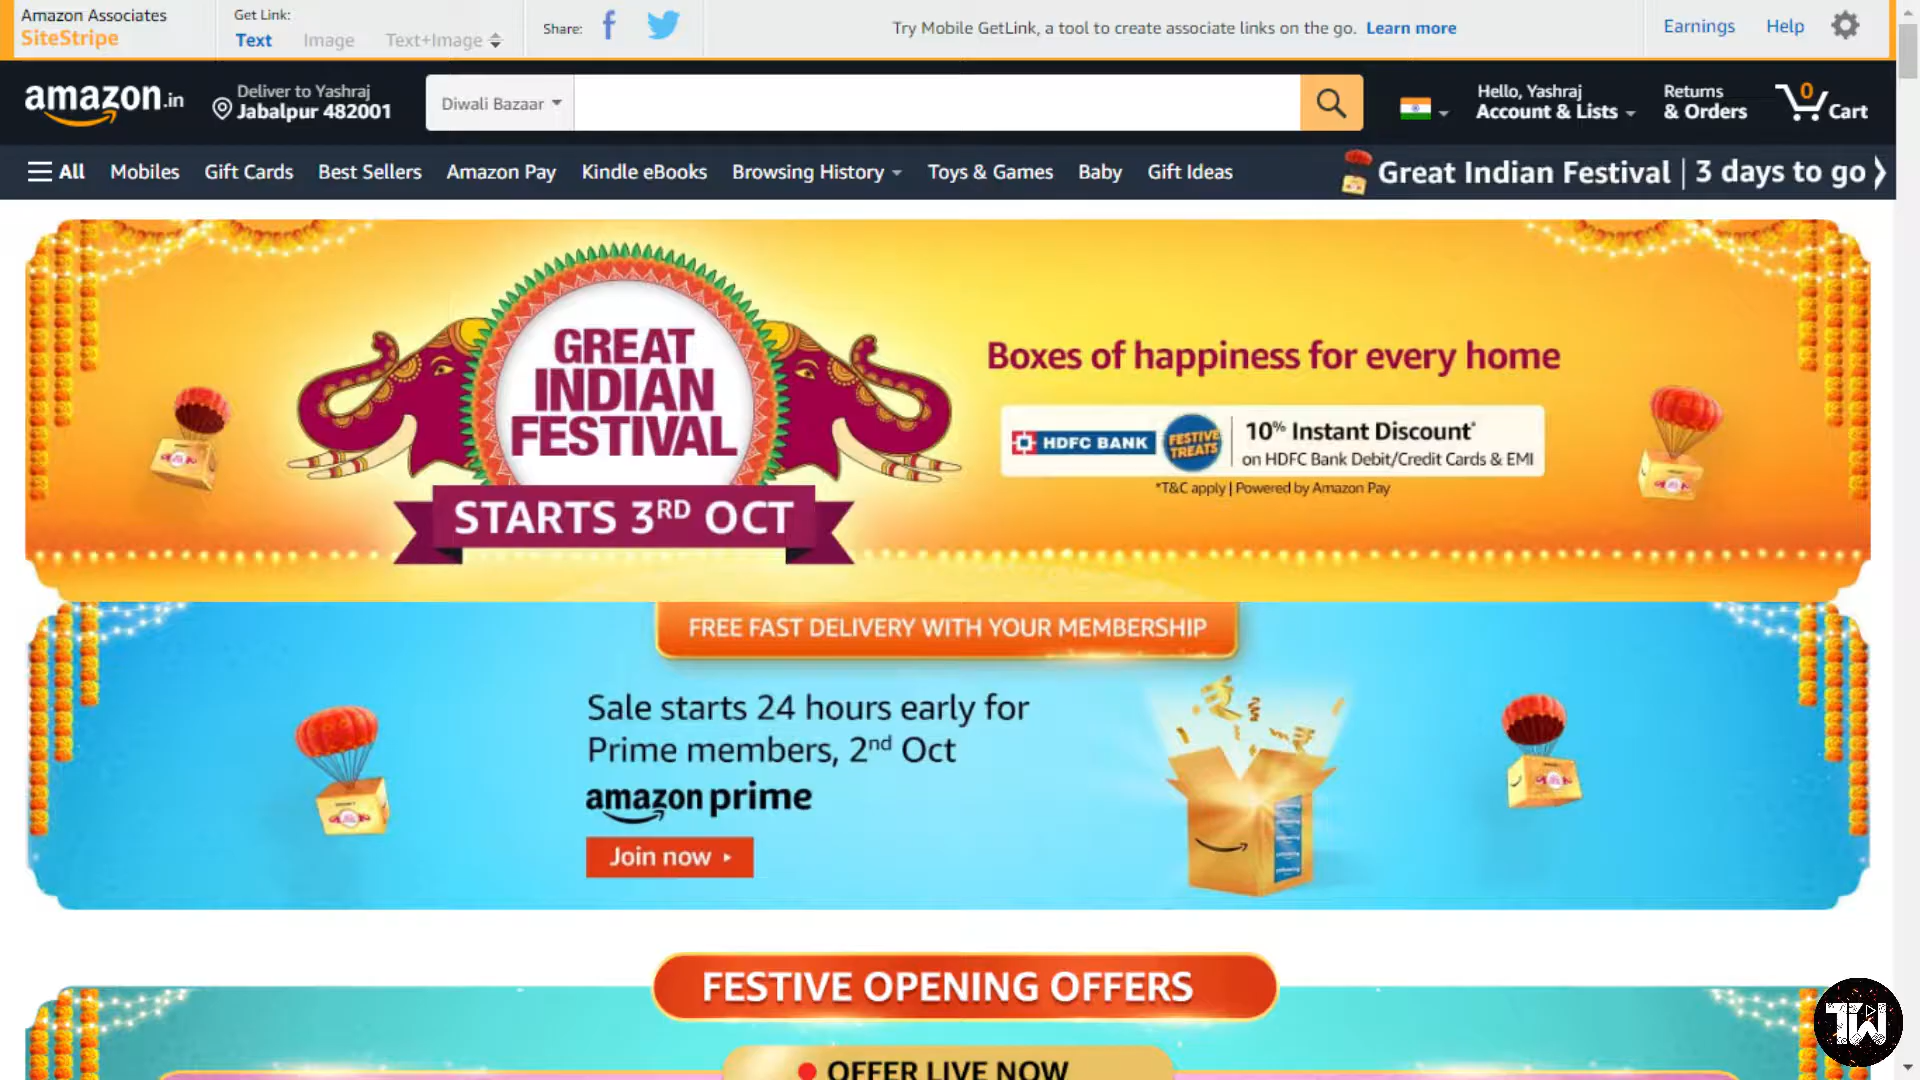 Amazon Associates
SiteStripe
Get Link:
Text Image Text+Image
Share:
Try Mobile GetLink, a tool to create associate links on the go. Learn more
Earnings Help
amazon.in
Deliver to Yashraj
Jabalpur 482001
Diwali Bazaar
Hello, Yashraj
Account & Lists
Returns
& Orders
0
Cart
All Mobiles Gift Cards Best Sellers Amazon Pay Kindle eBooks Browsing History Toys & Games Baby Gift Ideas
Great Indian Festival | 3 days to go
GREAT
INDIAN
FESTIVAL
STARTS 3RD OCT
Boxes of happiness for every home
HDFC BANK
FESTIVE
TREATS
10% Instant Discount*
on HDFC Bank Debit/Credit Cards & EMI
*T&C apply | Powered by Amazon Pay
FREE FAST DELIVERY WITH YOUR MEMBERSHIP
Sale starts 24 hours early for
Prime members, 2nd Oct
amazon prime
Join now
FESTIVE OPENING OFFERS
OFFER LIVE NOW
TW